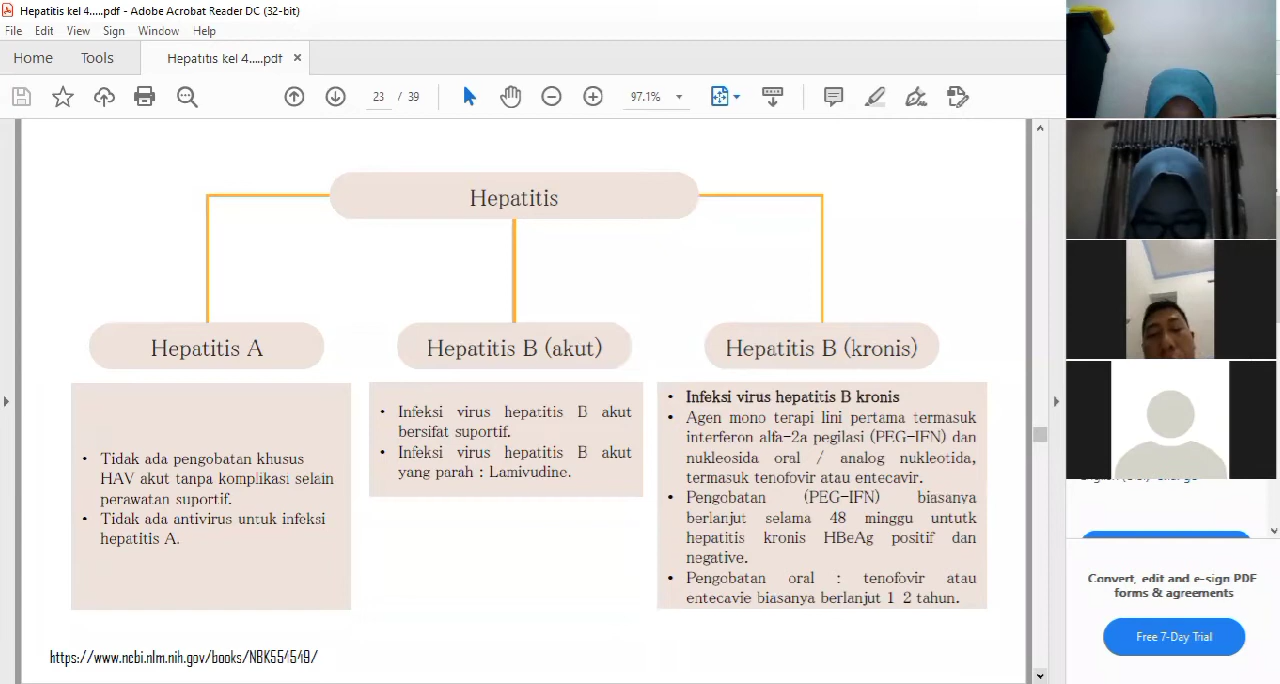 Hepatitis kel 4.....pdf - Adobe Acrobat Reader DC (32-bit)
File Edit View Sign Window Help
Home Tools Hepatitis kel 4.....pdf ×
23 / 39 97.1%
Hepatitis
Hepatitis A
Hepatitis B (akut)
Hepatitis B (kronis)
• Tidak ada pengobatan khusus
HAV akut tanpa komplikasi selain
perawatan suportif.
• Tidak ada antivirus untuk infeksi
hepatitis A.
• Infeksi virus hepatitis B akut
bersifat suportif.
• Infeksi virus hepatitis B akut
yang parah : Lamivudine.
• Infeksi virus hepatitis B kronis
• Agen mono terapi lini pertama termasuk
interferon alfa-2a pegilasi (PEG-IFN) dan
nukleosida oral / analog nukleotida,
termasuk tenofovir atau entecavir.
• Pengobatan (PEG-IFN) biasanya
berlanjut selama 48 minggu untutk
hepatitis kronis HBeAg positif dan
negative.
• Pengobatan oral : tenofovir atau
entecavie biasanya berlanjut 1-2 tahun.
https://www.ncbi.nlm.nih.gov/books/NBK554549/
Convert, edit and e-sign PDF
forms & agreements
Free 7-Day Trial